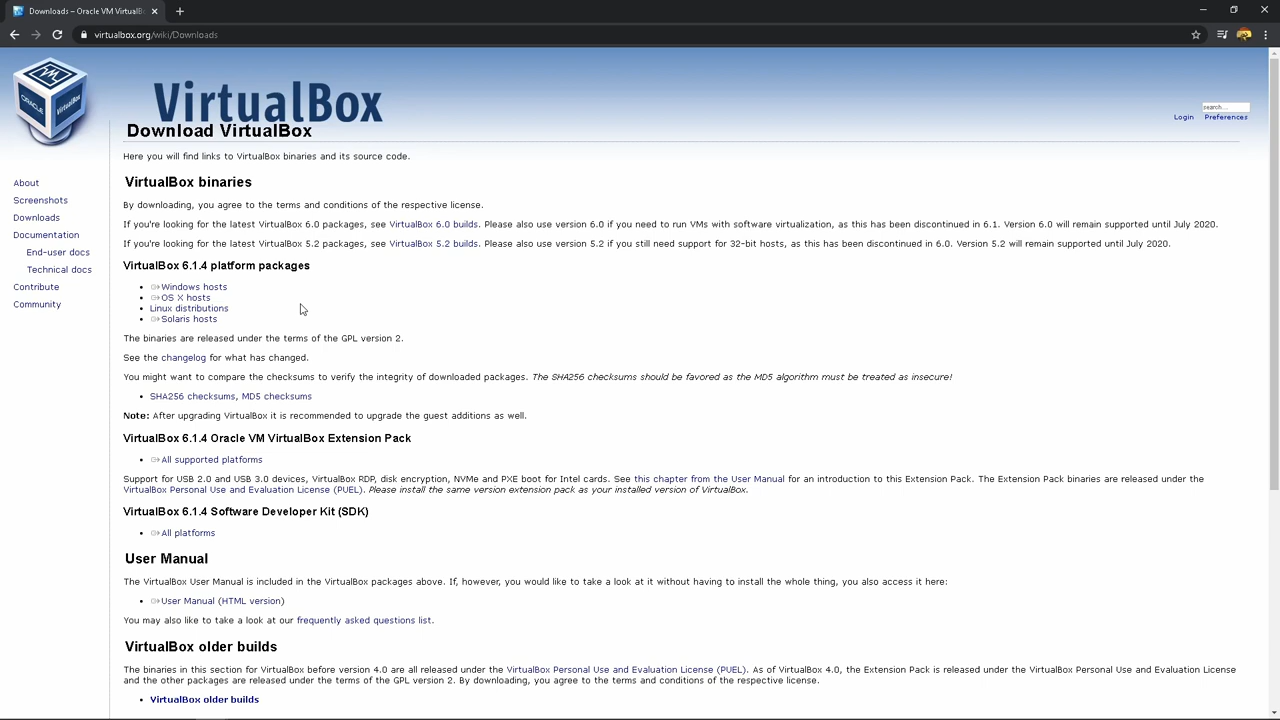 Downloads – Oracle VM VirtualBo
virtualbox.org/wiki/Downloads
VM
ORACLE
VirtualBox
VirtualBox
search...
Login Preferences
Download VirtualBox
Here you will find links to VirtualBox binaries and its source code.
About
Screenshots
Downloads
Documentation
End-user docs
Technical docs
Contribute
Community
VirtualBox binaries
By downloading, you agree to the terms and conditions of the respective license.
If you're looking for the latest VirtualBox 6.0 packages, see VirtualBox 6.0 builds. Please also use version 6.0 if you need to run VMs with software virtualization, as this has been discontinued in 6.1. Version 6.0 will remain supported until July 2020.
If you're looking for the latest VirtualBox 5.2 packages, see VirtualBox 5.2 builds. Please also use version 5.2 if you still need support for 32-bit hosts, as this has been discontinued in 6.0. Version 5.2 will remain supported until July 2020.
VirtualBox 6.1.4 platform packages
• Windows hosts
• OS X hosts
• Linux distributions
• Solaris hosts
The binaries are released under the terms of the GPL version 2.
See the changelog for what has changed.
You might want to compare the checksums to verify the integrity of downloaded packages. The SHA256 checksums should be favored as the MD5 algorithm must be treated as insecure!
• SHA256 checksums, MD5 checksums
Note: After upgrading VirtualBox it is recommended to upgrade the guest additions as well.
VirtualBox 6.1.4 Oracle VM VirtualBox Extension Pack
• All supported platforms
Support for USB 2.0 and USB 3.0 devices, VirtualBox RDP, disk encryption, NVMe and PXE boot for Intel cards. See this chapter from the User Manual for an introduction to this Extension Pack. The Extension Pack binaries are released under the
VirtualBox Personal Use and Evaluation License (PUEL). Please install the same version extension pack as your installed version of VirtualBox.
VirtualBox 6.1.4 Software Developer Kit (SDK)
• All platforms
User Manual
The VirtualBox User Manual is included in the VirtualBox packages above. If, however, you would like to take a look at it without having to install the whole thing, you also access it here:
• User Manual (HTML version)
You may also like to take a look at our frequently asked questions list.
VirtualBox older builds
The binaries in this section for VirtualBox before version 4.0 are all released under the VirtualBox Personal Use and Evaluation License (PUEL). As of VirtualBox 4.0, the Extension Pack is released under the VirtualBox Personal Use and Evaluation License
and the other packages are released under the terms of the GPL version 2. By downloading, you agree to the terms and conditions of the respective license.
• VirtualBox older builds